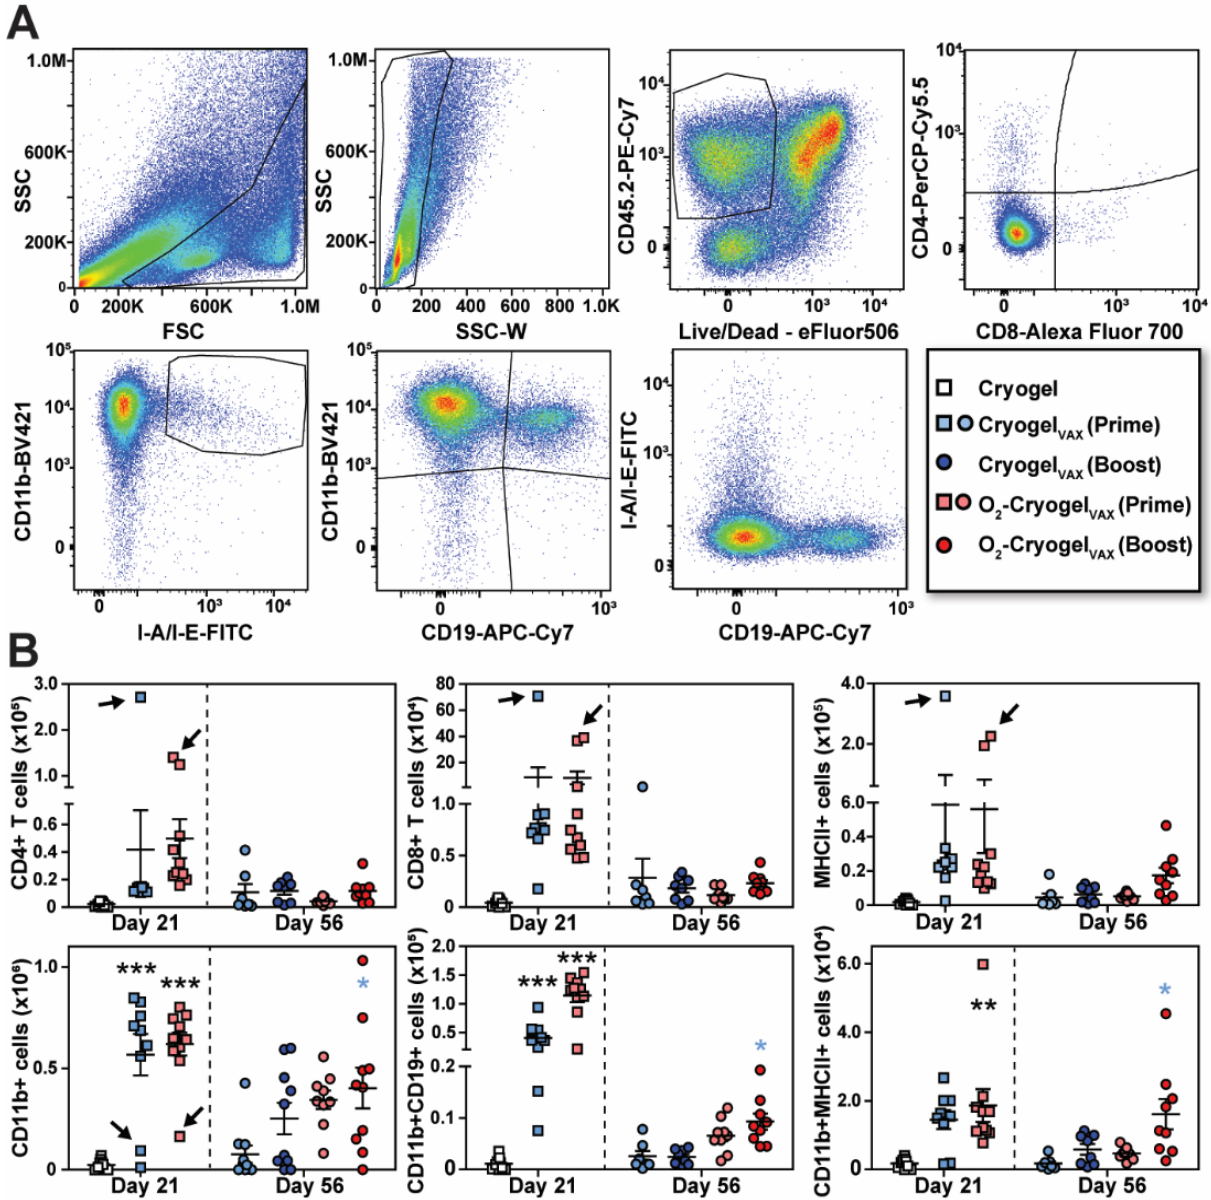 A
1.0M
600K
200K
0
SSC
0 200K 600K 1.0M
FSC
1.0M
600K
400K
200K
0
SSC
0 200 400 600 800K 1.0K
SSC-W
10⁴
10³
0
CD45.2-PE-Cy7
0 10³ 10⁴
Live/Dead - eFluor506
10⁴
10³
0
CD4-PerCP-Cy5.5
0 10³ 10⁴
CD8-Alexa Fluor 700
10⁵
10⁴
10³
0
CD11b-BV421
0 10³ 10⁴
I-A/I-E-FITC
10⁵
10⁴
10³
0
CD11b-BV421
0 10³
CD19-APC-Cy7
10⁴
10³
0
I-A/I-E-FITC
0 10³
CD19-APC-Cy7
Cryogel
Cryogel_VAX (Prime)
Cryogel_VAX (Boost)
O₂-Cryogel_VAX (Prime)
O₂-Cryogel_VAX (Boost)
B
3.0
2.0
1.0
0.6
0.4
0.2
0
CD4+ T cells (x10⁵)
Day 21 Day 56
80
60
40
20
1.0
0.5
0
CD8+ T cells (x10⁴)
Day 21 Day 56
4.0
2.0
6.0
0.4
0.2
0
MHCII+ cells (x10⁵)
Day 21 Day 56
1.0
0.5
0
CD11b+ cells (x10⁶)
*** *** *
Day 21 Day 56
2.0
1.5
1.0
0.5
0.2
0.1
0
CD11b+CD19+ cells (x10⁵)
*** *** *
Day 21 Day 56
6.0
4.0
2.0
0
CD11b+MHCII+ cells (x10⁴)
** *
Day 21 Day 56